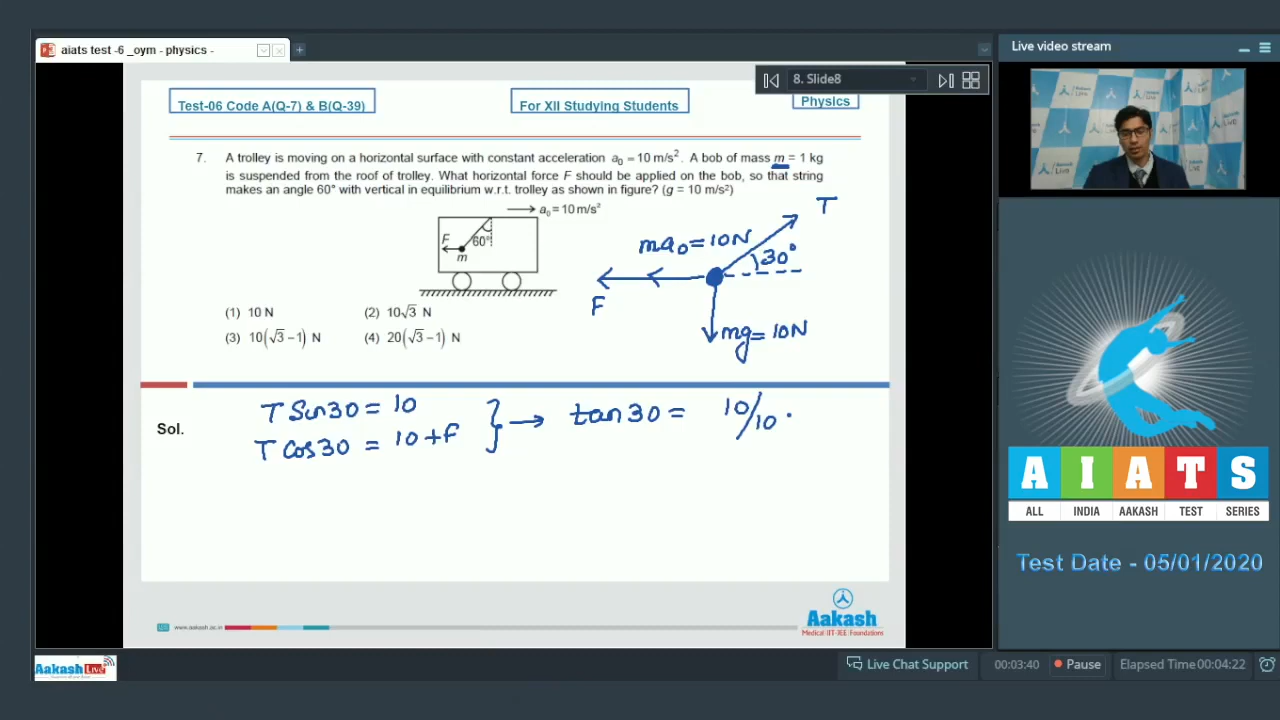 aiats test -6 _oym - physics -
Live video stream
8. Slide8
Test-06 Code A(Q-7) & B(Q-39)
For XII Studying Students
Physics
7. A trolley is moving on a horizontal surface with constant acceleration a₀ = 10 m/s². A bob of mass m = 1 kg
is suspended from the roof of trolley. What horizontal force F should be applied on the bob, so that string
makes an angle 60° with vertical in equilibrium w.r.t. trolley as shown in figure? (g = 10 m/s²)
a₀ = 10 m/s²
F
60°
m
T
ma₀ = 10N
30°
F
mg = 10N
(1) 10 N
(2) 10√3 N
(3) 10(√3 – 1) N
(4) 20(√3 – 1) N
Sol.
T Sin30 = 10
T Cos30 = 10 + F
} → tan30 = 10/10
www.aakash.ac.in
Aakash
Medical | IIT-JEE | Foundations
A I A T S
ALL INDIA AAKASH TEST SERIES
Test Date - 05/01/2020
Aakash Live
Live Chat Support
00:03:40
Pause
Elapsed Time 00:04:22